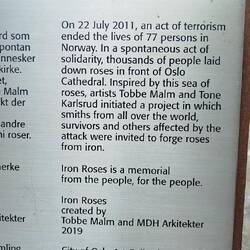 On 22 July 2011, an act of terrorism
rd som
ended the lives of 77 persons in
pontan
Norway. In a spontaneous act of
nnesker
solidarity, thousands of people laid
down roses in front of Oslo
kirke.
Cathedral. Inspired by this sea of
Tobbe
roses, artists Tobbe Malm and Tone
Malm
Karlsrud initiated a project in which
kt der
smiths from all over the world,
survivors and others affected by the
andre
attack were invited to forge roses
ni roser.
from iron.
nerke
Iron Roses is a memorial
from the people, for the people.
Iron Roses
created by
kitekter
Tobbe Malm and MDH Arkitekter
2019